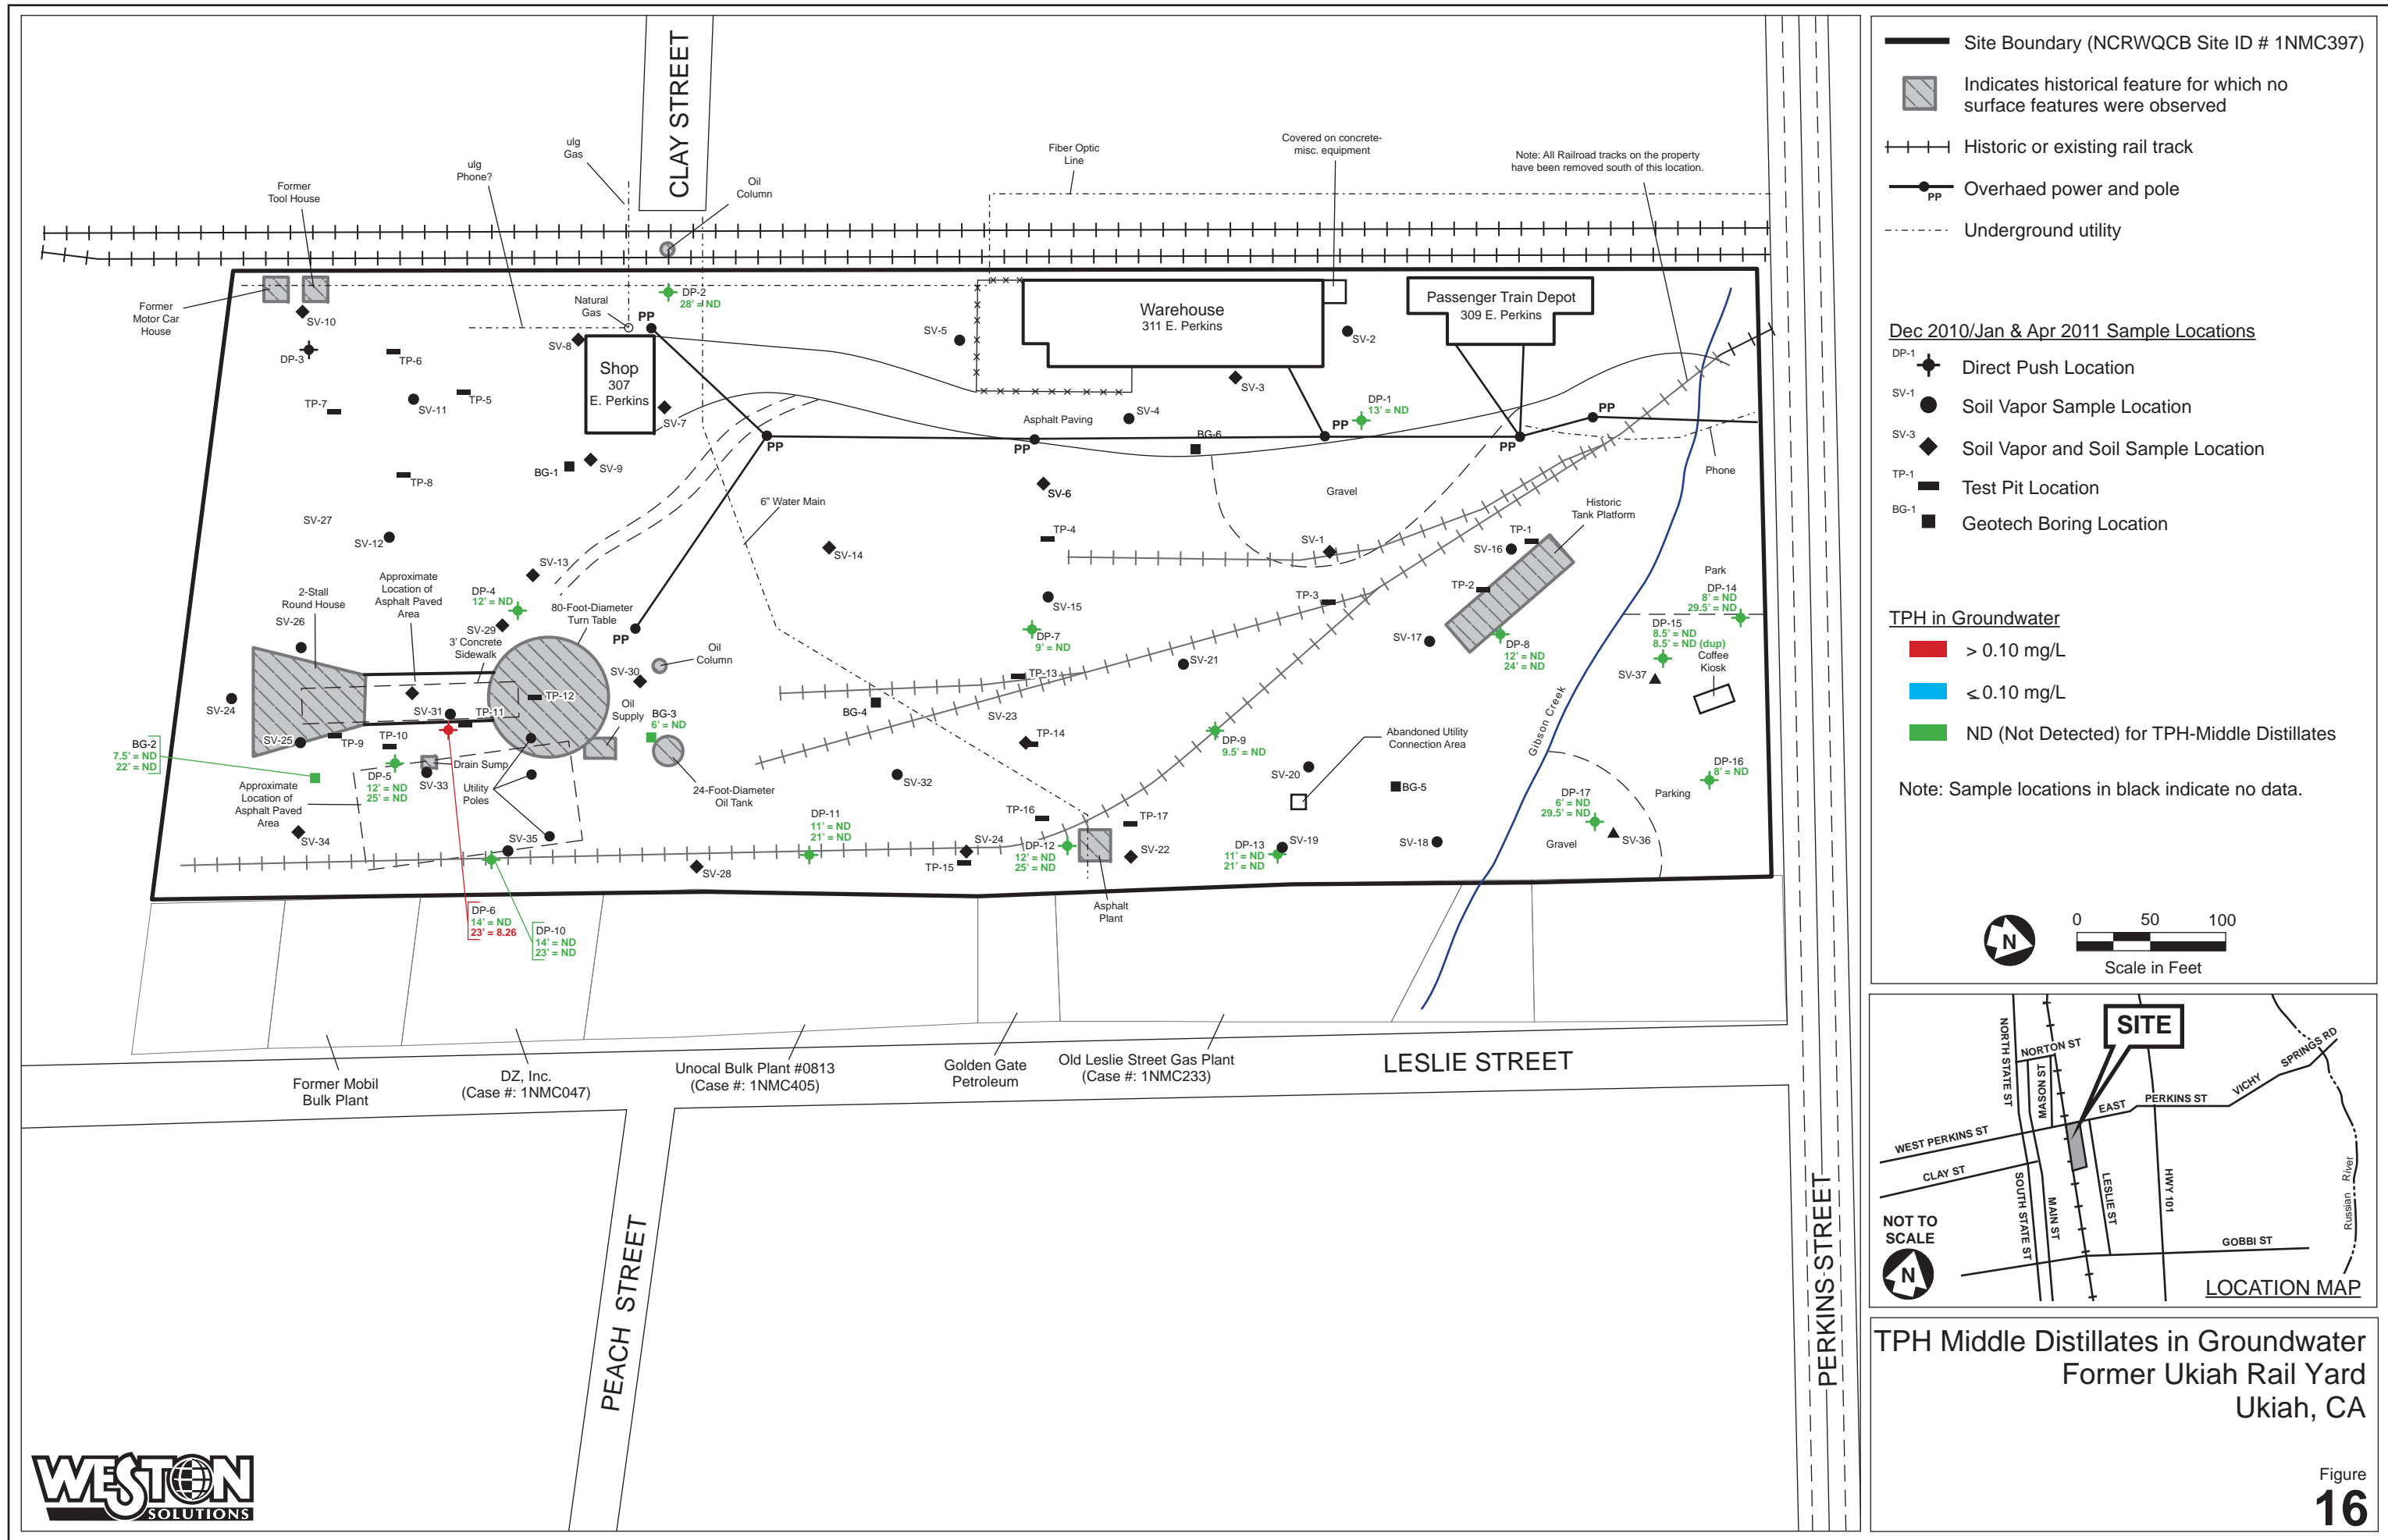 CLAY STREET
ulg
Gas
ulg
Phone?
Former
Tool House
Oil
Column
Fiber Optic
Line
Covered on concrete-
misc. equipment
Note: All Railroad tracks on the property
have been removed south of this location.
Former
Motor Car
House
SV-10
DP-3
TP-6
TP-7
SV-11
TP-5
TP-8
Natural
Gas
PP
DP-2
28' = ND
SV-8
Shop
307
E. Perkins
SV-7
BG-1
SV-9
SV-5
Warehouse
311 E. Perkins
SV-2
SV-3
SV-4
Asphalt Paving
DP-1
13' = ND
BG-6
Passenger Train Depot
309 E. Perkins
PP
PP
PP
PP
PP
Phone
SV-6
Gravel
6" Water Main
Historic
Tank Platform
SV-27
SV-12
SV-13
SV-14
TP-4
SV-1
TP-1
SV-16
TP-2
TP-3
SV-15
Park
DP-14
8' = ND
29.5' = ND
DP-15
8.5' = ND
8.5' = ND (dup)
Coffee
Kiosk
SV-37
2-Stall
Round House
SV-26
Approximate
Location of
Asphalt Paved
Area
DP-4
12' = ND
SV-29
3' Concrete
Sidewalk
80-Foot-Diameter
Turn Table
PP
Oil
Column
SV-30
DP-7
9' = ND
SV-17
DP-8
12' = ND
24' = ND
SV-21
TP-13
SV-24
SV-31
TP-11
TP-12
Oil
Supply
BG-3
6' = ND
BG-4
SV-23
TP-14
DP-9
9.5' = ND
Abandoned Utility
Connection Area
Gibson Creek
SV-25
TP-9
TP-10
BG-2
7.5' = ND
22' = ND
DP-5
12' = ND
25' = ND
Drain Sump
SV-33
Utility
Poles
24-Foot-Diameter
Oil Tank
SV-32
SV-20
BG-5
DP-16
8' = ND
Parking
DP-17
6' = ND
29.5' = ND
SV-36
Gravel
Approximate
Location of
Asphalt Paved
Area
SV-34
SV-35
DP-11
11' = ND
21' = ND
SV-28
SV-24
TP-15
TP-16
DP-12
12' = ND
25' = ND
TP-17
SV-22
DP-13
11' = ND
21' = ND
SV-19
SV-18
Asphalt
Plant
DP-6
14' = ND
23' = 8.26
DP-10
14' = ND
23' = ND
Former Mobil
Bulk Plant
DZ, Inc.
(Case #: 1NMC047)
Unocal Bulk Plant #0813
(Case #: 1NMC405)
Golden Gate
Petroleum
Old Leslie Street Gas Plant
(Case #: 1NMC233)
LESLIE STREET
PEACH STREET
PERKINS STREET
WESTON
SOLUTIONS
Site Boundary (NCRWQCB Site ID # 1NMC397)
Indicates historical feature for which no
surface features were observed
Historic or existing rail track
PP
Overhaed power and pole
Underground utility
Dec 2010/Jan & Apr 2011 Sample Locations
DP-1
Direct Push Location
SV-1
Soil Vapor Sample Location
SV-3
Soil Vapor and Soil Sample Location
TP-1
Test Pit Location
BG-1
Geotech Boring Location
TPH in Groundwater
> 0.10 mg/L
≤ 0.10 mg/L
ND (Not Detected) for TPH-Middle Distillates
Note: Sample locations in black indicate no data.
N
0 50 100
Scale in Feet
SITE
NORTH STATE ST
NORTON ST
MASON ST
EAST PERKINS ST
VICHY SPRINGS RD
WEST PERKINS ST
CLAY ST
SOUTH STATE ST
MAIN ST
LESLIE ST
HWY 101
Russian River
GOBBI ST
NOT TO
SCALE
N
LOCATION MAP
TPH Middle Distillates in Groundwater
Former Ukiah Rail Yard
Ukiah, CA
Figure
16